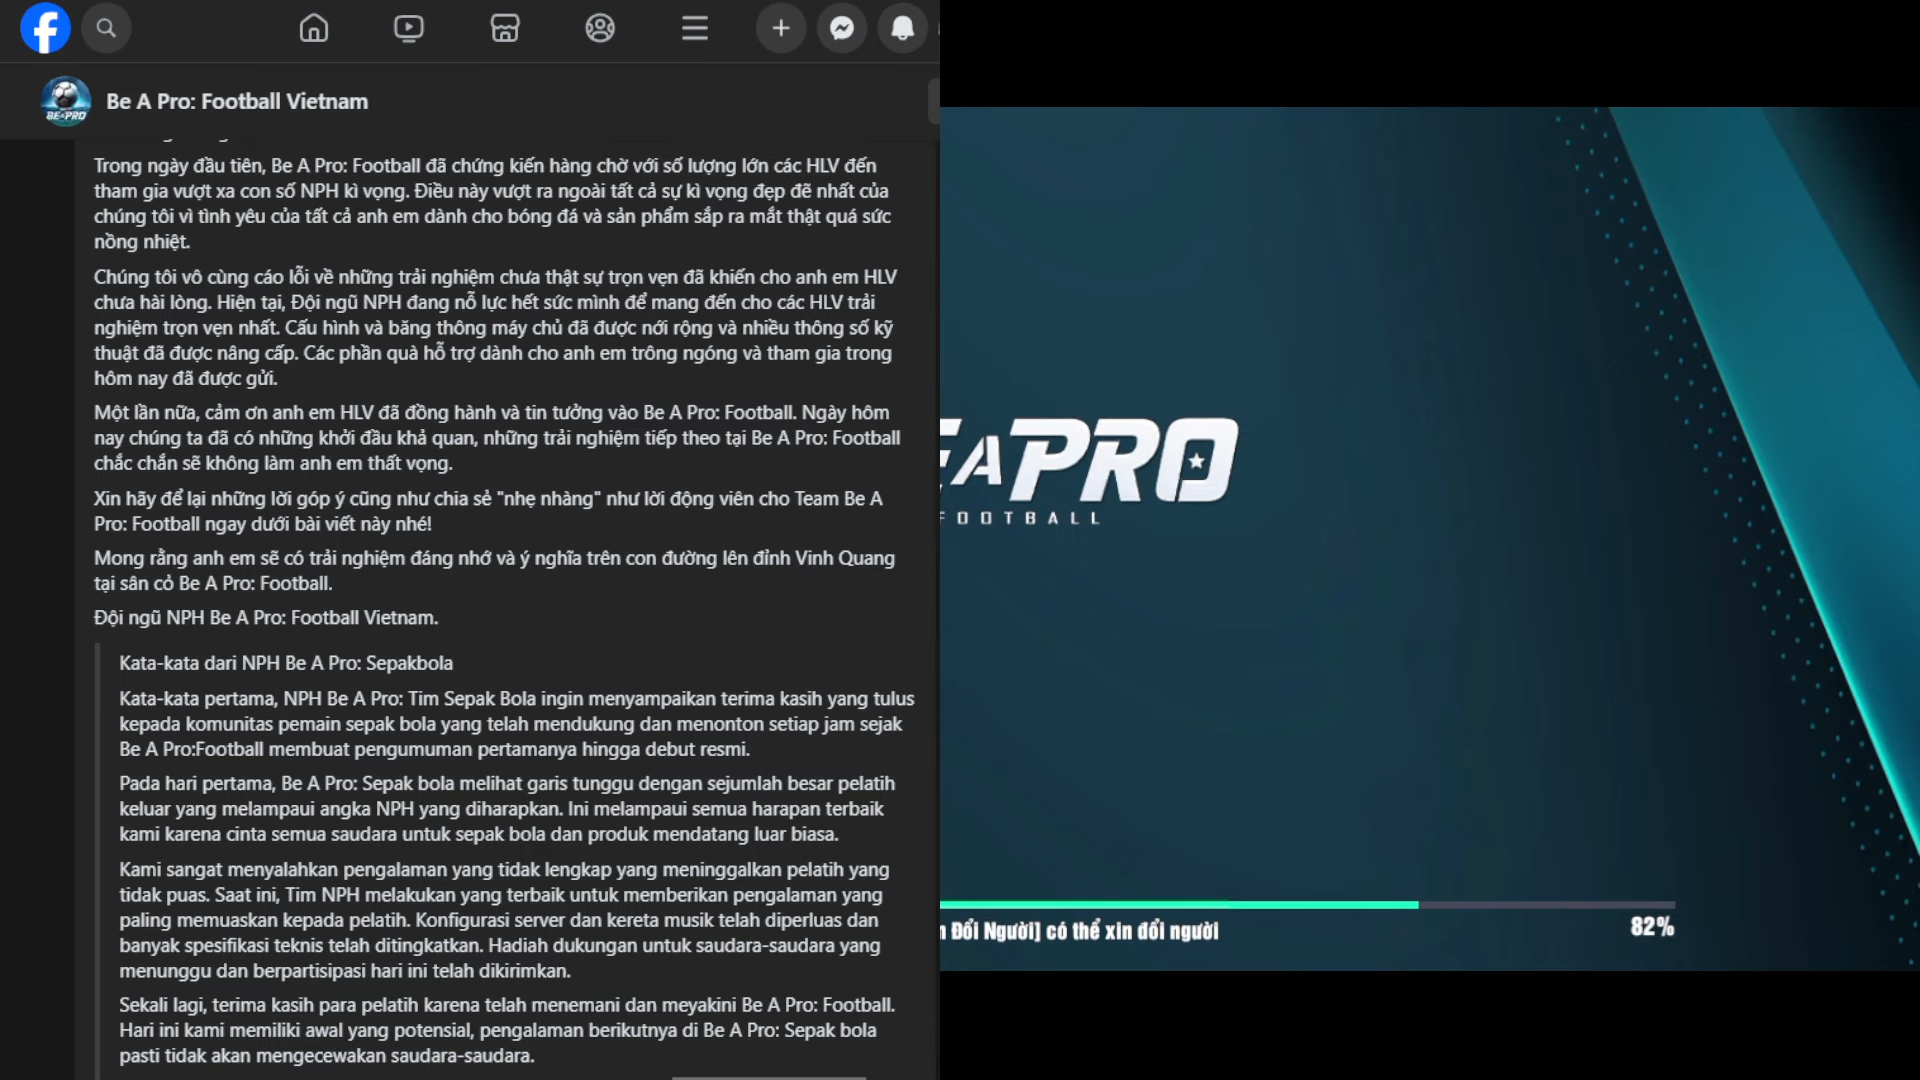 Be A Pro: Football Vietnam
Trong ngày đầu tiên, Be A Pro: Football đã chứng kiến hàng chờ với số lượng lớn các HLV đến
tham gia vượt xa con số NPH kì vọng. Điều này vượt ra ngoài tất cả sự kì vọng đẹp đẽ nhất của
chúng tôi vì tình yêu của tất cả anh em dành cho bóng đá và sản phẩm sắp ra mắt thật quá sức
nồng nhiệt.
Chúng tôi vô cùng cáo lỗi về những trải nghiệm chưa thật sự trọn vẹn đã khiến cho anh em HLV
chưa hài lòng. Hiện tại, Đội ngũ NPH đang nỗ lực hết sức mình để mang đến cho các HLV trải
nghiệm trọn vẹn nhất. Cấu hình và băng thông máy chủ đã được nới rộng và nhiều thông số kỹ
thuật đã được nâng cấp. Các phần quà hỗ trợ dành cho anh em trông ngóng và tham gia trong
hôm nay đã được gửi.
Một lần nữa, cảm ơn anh em HLV đã đồng hành và tin tưởng vào Be A Pro: Football. Ngày hôm
nay chúng ta đã có những khởi đầu khả quan, những trải nghiệm tiếp theo tại Be A Pro: Football
chắc chắn sẽ không làm anh em thất vọng.
Xin hãy để lại những lời góp ý cũng như chia sẻ "nhẹ nhàng" như lời động viên cho Team Be A
Pro: Football ngay dưới bài viết này nhé!
Mong rằng anh em sẽ có trải nghiệm đáng nhớ và ý nghĩa trên con đường lên đỉnh Vinh Quang
tại sân cỏ Be A Pro: Football.
Đội ngũ NPH Be A Pro: Football Vietnam.
Kata-kata dari NPH Be A Pro: Sepakbola
Kata-kata pertama, NPH Be A Pro: Tim Sepak Bola ingin menyampaikan terima kasih yang tulus
kepada komunitas pemain sepak bola yang telah mendukung dan menonton setiap jam sejak
Be A Pro:Football membuat pengumuman pertamanya hingga debut resmi.
Pada hari pertama, Be A Pro: Sepak bola melihat garis tunggu dengan sejumlah besar pelatih
keluar yang melampaui angka NPH yang diharapkan. Ini melampaui semua harapan terbaik
kami karena cinta semua saudara untuk sepak bola dan produk mendatang luar biasa.
Kami sangat menyalahkan pengalaman yang tidak lengkap yang meninggalkan pelatih yang
tidak puas. Saat ini, Tim NPH melakukan yang terbaik untuk memberikan pengalaman yang
paling memuaskan kepada pelatih. Konfigurasi server dan kereta musik telah diperluas dan
banyak spesifikasi teknis telah ditingkatkan. Hadiah dukungan untuk saudara-saudara yang
menunggu dan berpartisipasi hari ini telah dikirimkan.
Sekali lagi, terima kasih para pelatih karena telah menemani dan meyakini Be A Pro: Football.
Hari ini kami memiliki awal yang potensial, pengalaman berikutnya di Be A Pro: Sepak bola
pasti tidak akan mengecewakan saudara-saudara.
A PRO
FOOTBALL
Đổi Người] có thể xin đổi người
82%